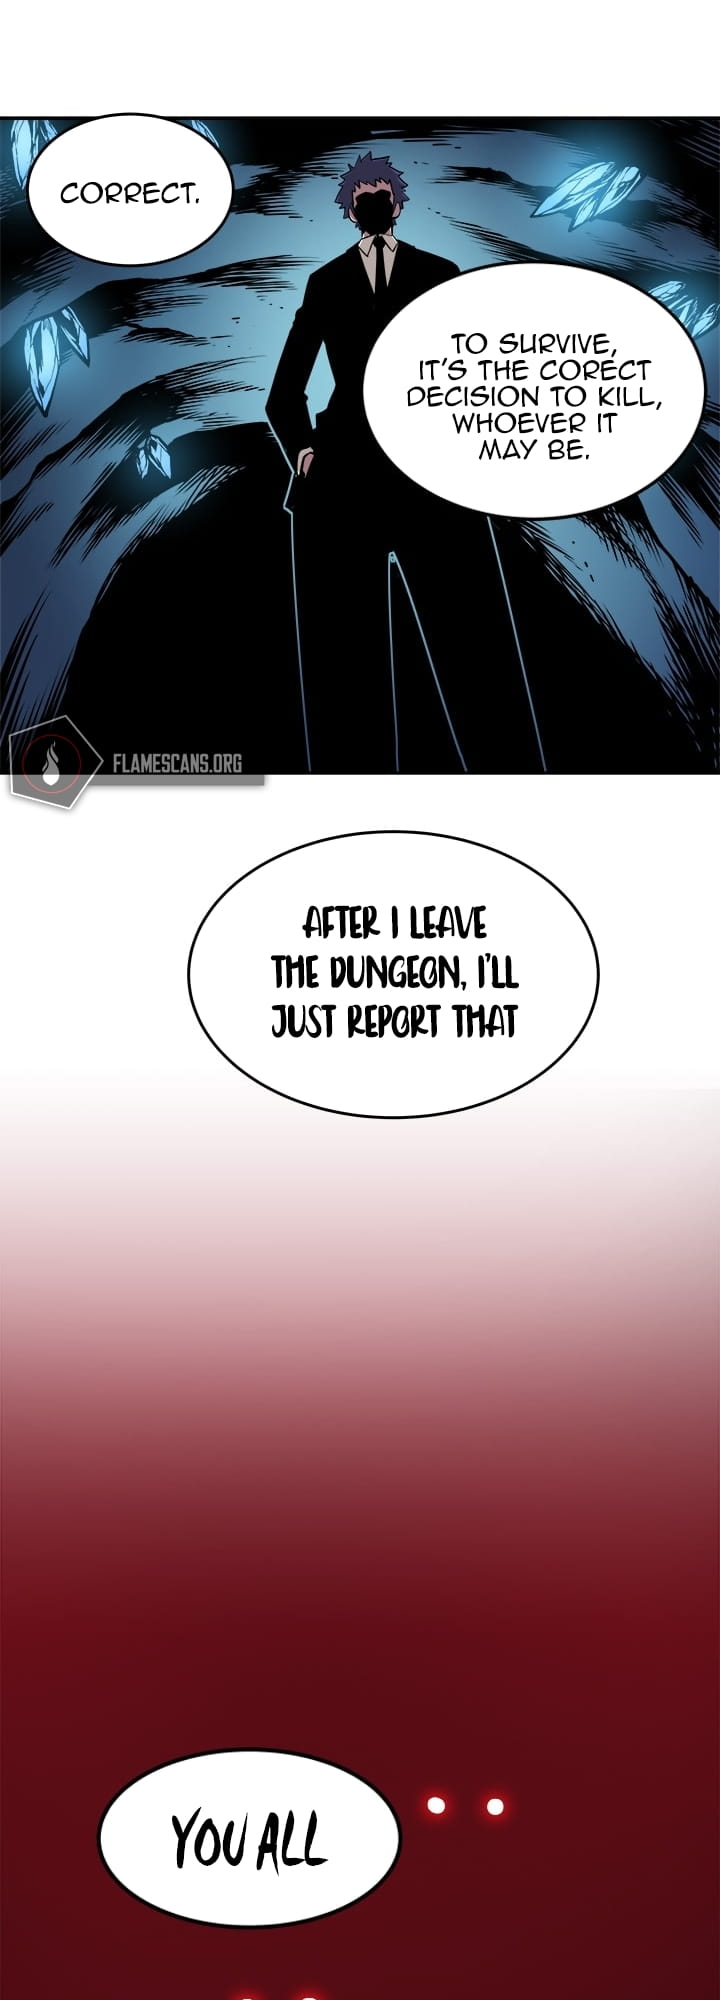 CORRECT.
TO SURVIVE,
IT'S THE CORECT
DECISION TO KILL,
WHOEVER IT
MAY BE.
FLAMESCANS.ORG
AFTER I LEAVE
THE DUNGEON, I'LL
JUST REPORT THAT
YOU ALL